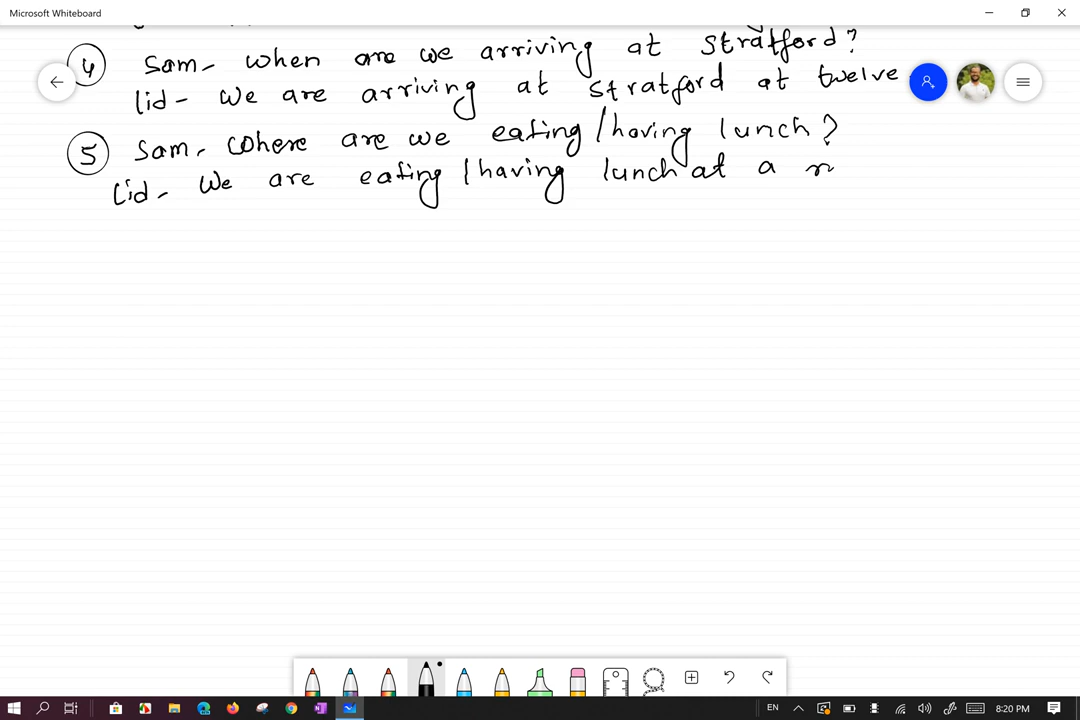 Microsoft Whiteboard
4 Sam- when are we arriving at stratford?
lid- we are arriving at stratford at twelve
5 Sam- where are we eating/having lunch?
lid- We are eating/having lunch at a
EN
8:20 PM